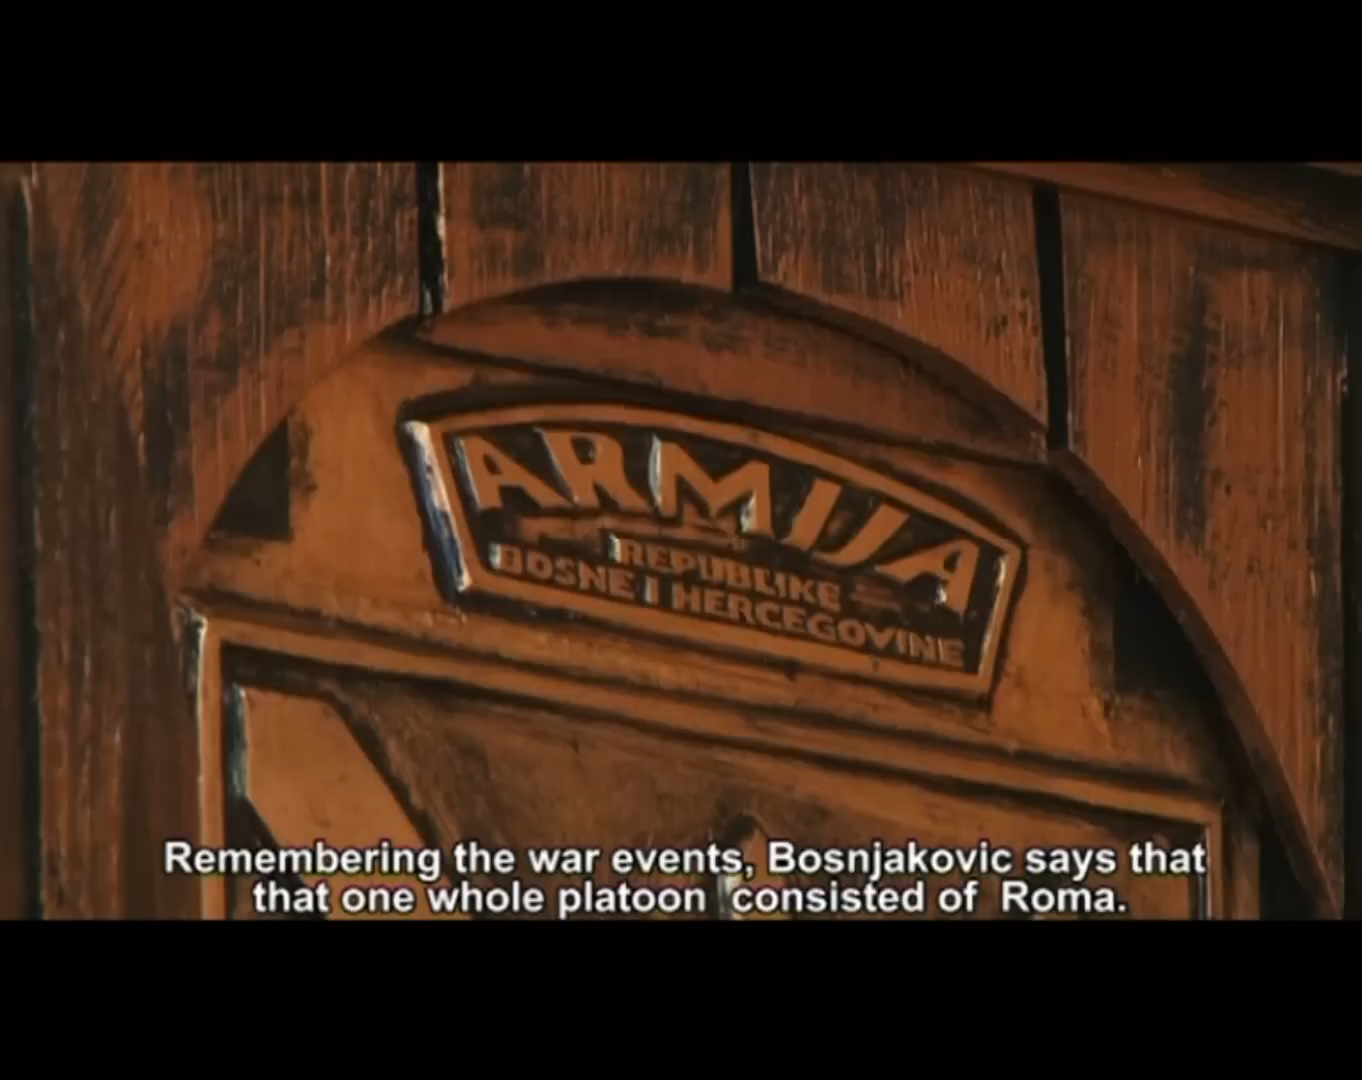 ARMIJA
REPUBLIKE
BOSNE I HERCEGOVINE
Remembering the war events, Bosnjakovic says that
that one whole platoon consisted of Roma.